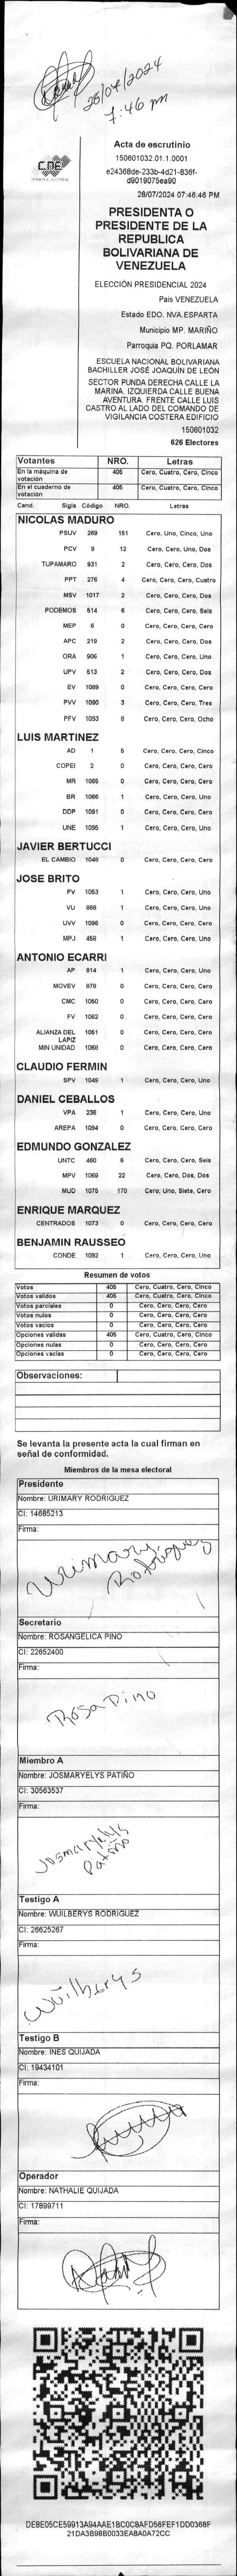 28/07/2024
7:46 pm
CNE
Acta de escrutinio
150601032.01.1.0001
e24368de-233b-4d21-836f-
d9019075ea90
28/07/2024 07:46:46 PM
PRESIDENTA O
PRESIDENTE DE LA
REPUBLICA
BOLIVARIANA DE
VENEZUELA
ELECCIÓN PRESIDENCIAL 2024
País VENEZUELA
Estado EDO. NVA.ESPARTA
Municipio MP. MARIÑO
Parroquia PQ. PORLAMAR
ESCUELA NACIONAL BOLIVARIANA
BACHILLER JOSÉ JOAQUÍN DE LEÓN
SECTOR PUNDA DERECHA CALLE LA
MARINA. IZQUIERDA CALLE BUENA
AVENTURA. FRENTE CALLE LUIS
CASTRO AL LADO DEL COMANDO DE
VIGILANCIA COSTERA EDIFICIO
150601032
626 Electores
Votantes NRO. Letras
En la máquina de votación 405 Cero, Cuatro, Cero, Cinco
En el cuaderno de votación 405 Cero, Cuatro, Cero, Cinco
Cand. Sigla Código NRO. Letras
NICOLAS MADURO
PSUV 269 151 Cero, Uno, Cinco, Uno
PCV 9 12 Cero, Cero, Uno, Dos
TUPAMARO 931 2 Cero, Cero, Cero, Dos
PPT 276 4 Cero, Cero, Cero, Cuatro
MSV 1017 2 Cero, Cero, Cero, Dos
PODEMOS 514 6 Cero, Cero, Cero, Seis
MEP 6 0 Cero, Cero, Cero, Cero
APC 219 2 Cero, Cero, Cero, Dos
ORA 906 1 Cero, Cero, Cero, Uno
UPV 513 2 Cero, Cero, Cero, Dos
EV 1089 0 Cero, Cero, Cero, Cero
PVV 1090 3 Cero, Cero, Cero, Tres
PFV 1093 8 Cero, Cero, Cero, Ocho
LUIS MARTINEZ
AD 1 5 Cero, Cero, Cero, Cinco
COPEI 2 0 Cero, Cero, Cero, Cero
MR 1065 0 Cero, Cero, Cero, Cero
BR 1086 1 Cero, Cero, Cero, Uno
DDP 1091 0 Cero, Cero, Cero, Cero
UNE 1095 1 Cero, Cero, Cero, Uno
JAVIER BERTUCCI
EL CAMBIO 1048 0 Cero, Cero, Cero, Cero
JOSE BRITO
PV 1053 1 Cero, Cero, Cero, Uno
VU 888 1 Cero, Cero, Cero, Uno
UVV 1096 0 Cero, Cero, Cero, Cero
MPJ 458 1 Cero, Cero, Cero, Uno
ANTONIO ECARRI
AP 814 1 Cero, Cero, Cero, Uno
MOVEV 978 0 Cero, Cero, Cero, Cero
CMC 1050 0 Cero, Cero, Cero, Cero
FV 1062 0 Cero, Cero, Cero, Cero
ALIANZA DEL LAPIZ 1051 0 Cero, Cero, Cero, Cero
MIN UNIDAD 1068 0 Cero, Cero, Cero, Cero
CLAUDIO FERMIN
SPV 1049 1 Cero, Cero, Cero, Uno
DANIEL CEBALLOS
VPA 236 1 Cero, Cero, Cero, Uno
AREPA 1094 0 Cero, Cero, Cero, Cero
EDMUNDO GONZALEZ
UNTC 460 6 Cero, Cero, Cero, Seis
MPV 1069 22 Cero, Cero, Dos, Dos
MUD 1075 170 Cero, Uno, Siete, Cero
ENRIQUE MARQUEZ
CENTRADOS 1073 0 Cero, Cero, Cero, Cero
BENJAMIN RAUSSEO
CONDE 1092 1 Cero, Cero, Cero, Uno
Resumen de votos
Votos 405 Cero, Cuatro, Cero, Cinco
Votos validos 405 Cero, Cuatro, Cero, Cinco
Votos parciales 0 Cero, Cero, Cero, Cero
Votos nulos 0 Cero, Cero, Cero, Cero
Votos vacios 0 Cero, Cero, Cero, Cero
Opciones validas 405 Cero, Cuatro, Cero, Cinco
Opciones nulas 0 Cero, Cero, Cero, Cero
Opciones vacias 0 Cero, Cero, Cero, Cero
Observaciones:
Se levanta la presente acta la cual firman en
señal de conformidad.
Miembros de la mesa electoral
Presidente
Nombre: URIMARY RODRIGUEZ
CI: 14685213
Firma:
Urimary
Rodriguez
Secretario
Nombre: ROSANGELICA PINO
CI: 22652400
Firma:
Rosa Pino
Miembro A
Nombre: JOSMARYELYS PATIÑO
CI: 30563537
Firma:
Josmaryelys
Patiño
Testigo A
Nombre: WUILBERYS RODRIGUEZ
CI: 26625267
Firma:
Wuilberys
Testigo B
Nombre: INES QUIJADA
CI: 19434101
Firma:
Operador
Nombre: NATHALIE QUIJADA
CI: 17899711
Firma:
DE8E05CE59913A94AAE1BC0C8AFD56FEF1DD0368F
21DA3B98B0033EA8A0A72CC